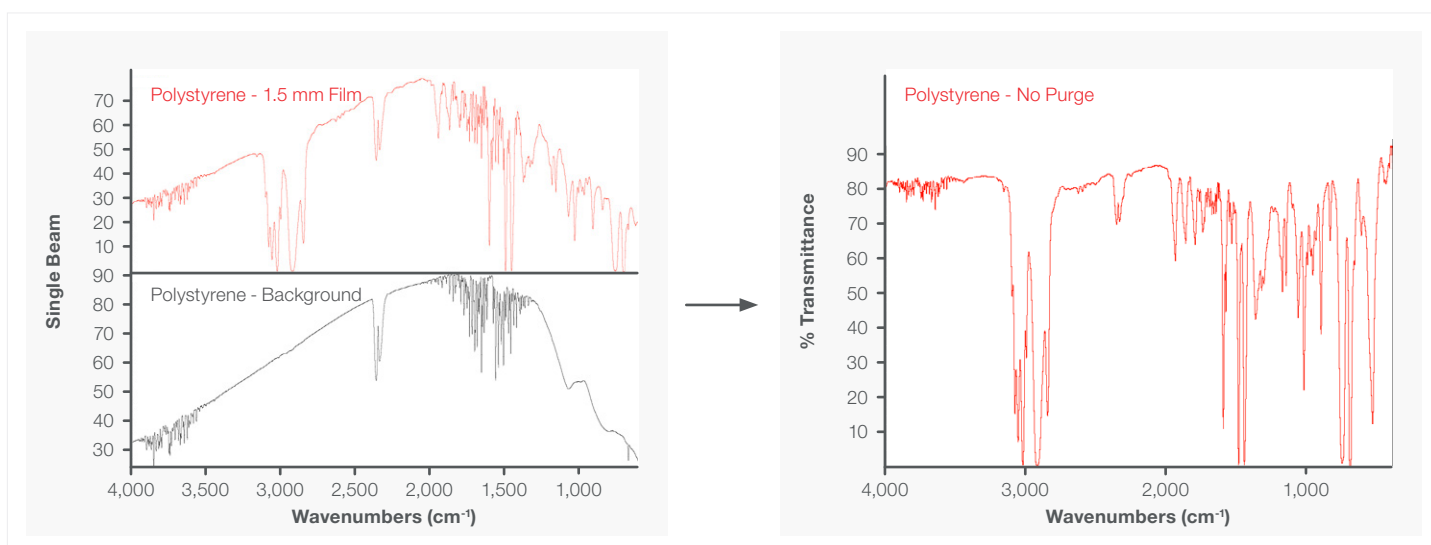 Single Beam
Polystyrene - 1.5 mm Film
70
60
50
40
30
20
10
Polystyrene - Background
90
80
70
60
50
40
30
4,000 3,500 3,000 2,500 2,000 1,500 1,000
Wavenumbers (cm⁻¹)
% Transmittance
Polystyrene - No Purge
90
80
70
60
50
40
30
20
10
4,000 3,000 2,000 1,000
Wavenumbers (cm⁻¹)